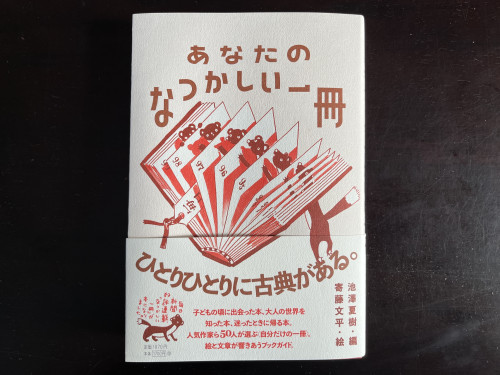 あなたの
なつかしい一冊
98
97
96
95
ひとりひとりに古典がある。
池澤夏樹・編
寄藤文平・絵
子どもの頃に出会った本、大人の世界を
知った本、迷ったときに帰る本。
人気作家ら50人が選ぶ「自分だけの一冊」。
絵と文章が響きあうブックガイド。